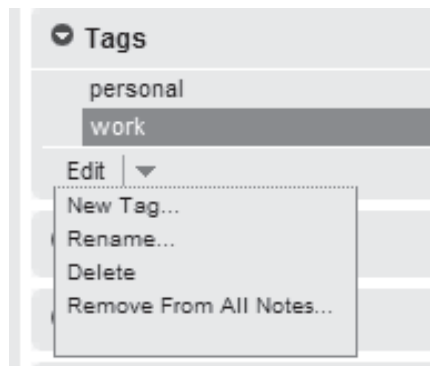 Tags
personal
work
Edit
New Tag...
Rename...
Delete
Remove From All Notes...